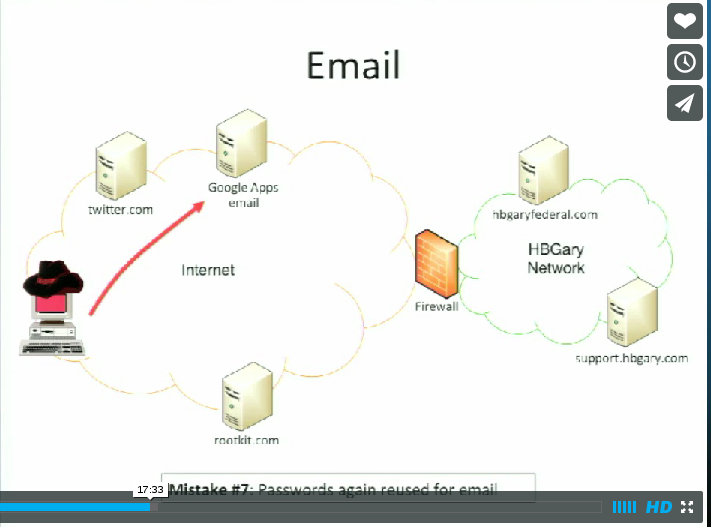 Email
twitter.com
Google Apps
email
hbgaryfederal.com
Internet
HBGary
Network
Firewall
support.hbgary.com
rootkit.com
Mistake #7: Passwords again reused for email
17:33
HD